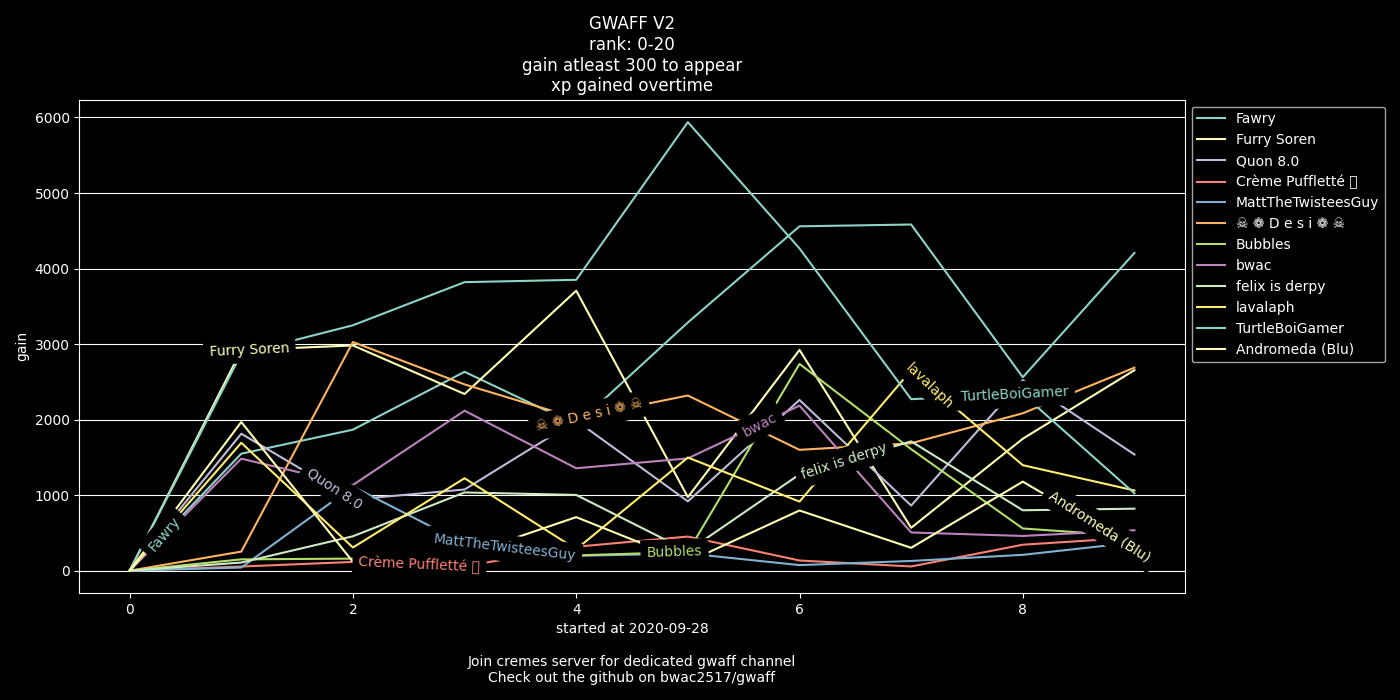 GWAFF V2
rank: 0-20
gain atleast 300 to appear
xp gained overtime
6000
5000
4000
3000
2000
1000
0
gain
0
2
4
6
8
started at 2020-09-28
Join cremes server for dedicated gwaff channel
Check out the github on bwac2517/gwaff
Furry Soren
Fawry
Quon 8.0
Crème Puffletté ▯
MattTheTwisteesGuy
☠ ❁ D e s i ❁ ☠
Bubbles
bwac
felix is derpy
lavalaph
TurtleBoiGamer
Andromeda (Blu)
Fawry
Furry Soren
Quon 8.0
Crème Puffletté ▯
MattTheTwisteesGuy
☠ ❁ D e s i ❁ ☠
Bubbles
bwac
felix is derpy
lavalaph
TurtleBoiGamer
Andromeda (Blu)